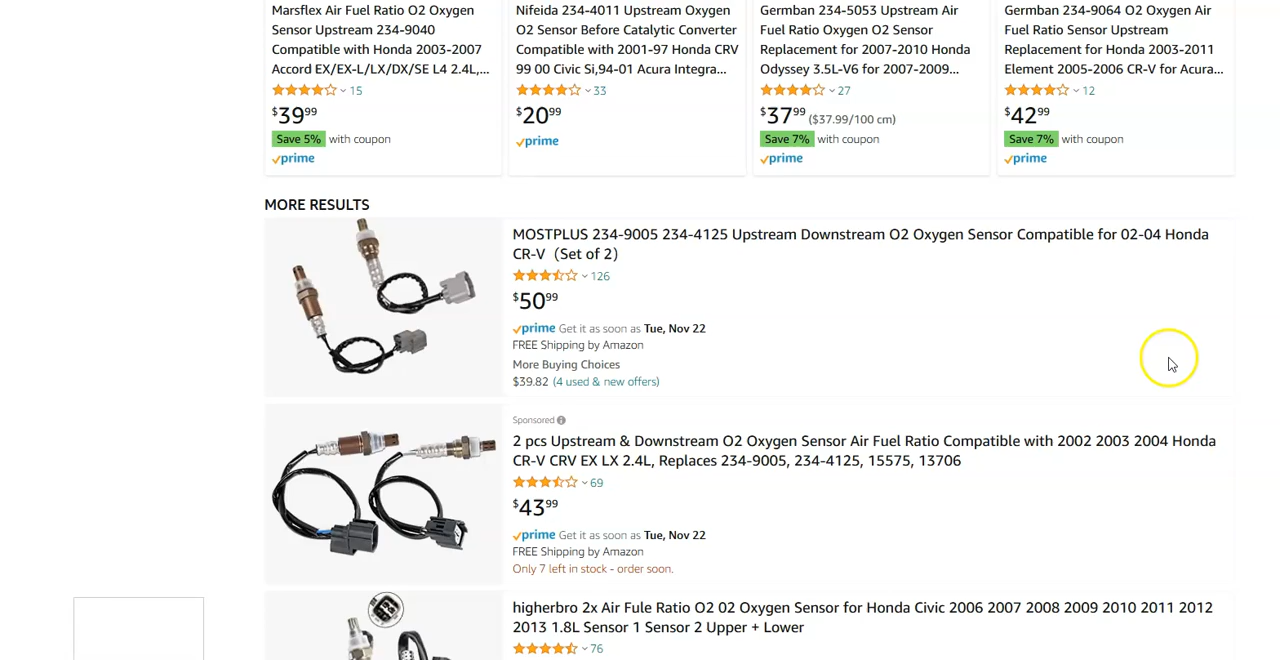 Marsflex Air Fuel Ratio O2 Oxygen
Sensor Upstream 234-9040
Compatible with Honda 2003-2007
Accord EX/EX-L/LX/DX/SE L4 2.4L,...
15
$39 99
Save 5% with coupon
prime
Nifeida 234-4011 Upstream Oxygen
O2 Sensor Before Catalytic Converter
Compatible with 2001-97 Honda CRV
99 00 Civic Si,94-01 Acura Integra...
33
$20 99
prime
Germban 234-5053 Upstream Air
Fuel Ratio Oxygen O2 Sensor
Replacement for 2007-2010 Honda
Odyssey 3.5L-V6 for 2007-2009...
27
$37 99 ($37.99/100 cm)
Save 7% with coupon
prime
Germban 234-9064 O2 Oxygen Air
Fuel Ratio Sensor Upstream
Replacement for Honda 2003-2011
Element 2005-2006 CR-V for Acura...
12
$42 99
Save 7% with coupon
prime
MORE RESULTS
MOSTPLUS 234-9005 234-4125 Upstream Downstream O2 Oxygen Sensor Compatible for 02-04 Honda
CR-V（Set of 2）
126
$50 99
prime Get it as soon as Tue, Nov 22
FREE Shipping by Amazon
More Buying Choices
$39.82 (4 used & new offers)
Sponsored
2 pcs Upstream & Downstream O2 Oxygen Sensor Air Fuel Ratio Compatible with 2002 2003 2004 Honda
CR-V CRV EX LX 2.4L, Replaces 234-9005, 234-4125, 15575, 13706
69
$43 99
prime Get it as soon as Tue, Nov 22
FREE Shipping by Amazon
Only 7 left in stock - order soon.
higherbro 2x Air Fule Ratio O2 02 Oxygen Sensor for Honda Civic 2006 2007 2008 2009 2010 2011 2012
2013 1.8L Sensor 1 Sensor 2 Upper + Lower
76